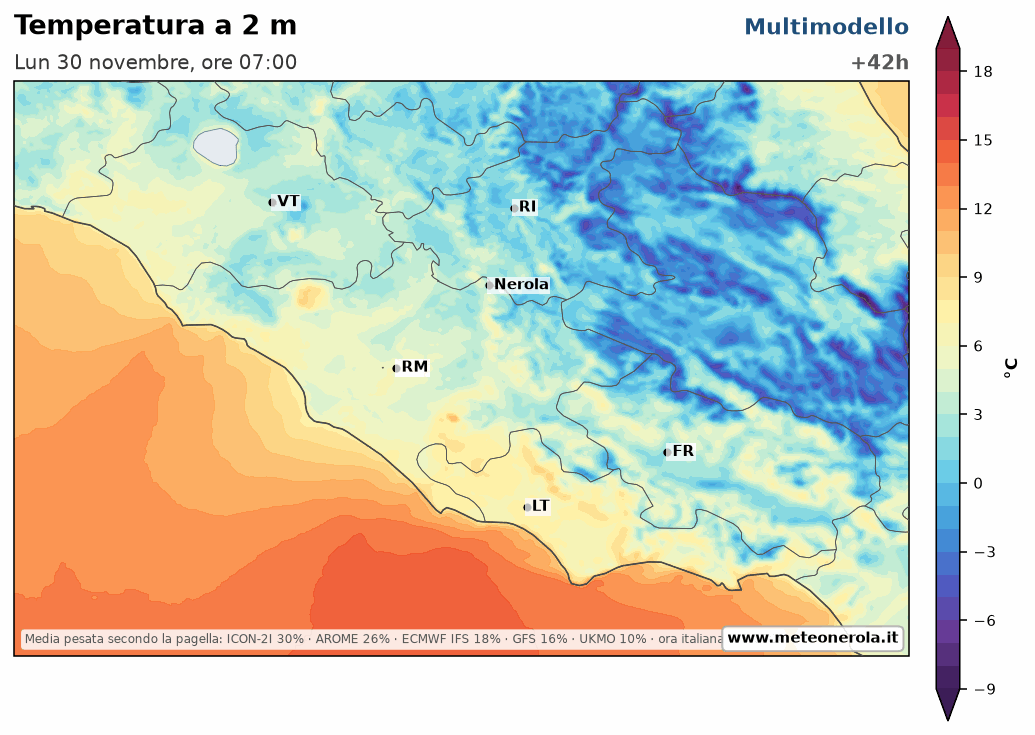 Temperatura a 2 m
Multimodello
Lun 30 novembre, ore 07:00
+42h
VT
RI
Nerola
RM
FR
LT
18
15
12
9
6
3
0
−3
−6
−9
°C
Media pesata secondo la pagella: ICON-2I 30% · AROME 26% · ECMWF IFS 18% · GFS 16% · UKMO 10% · ora italiana
www.meteonerola.it